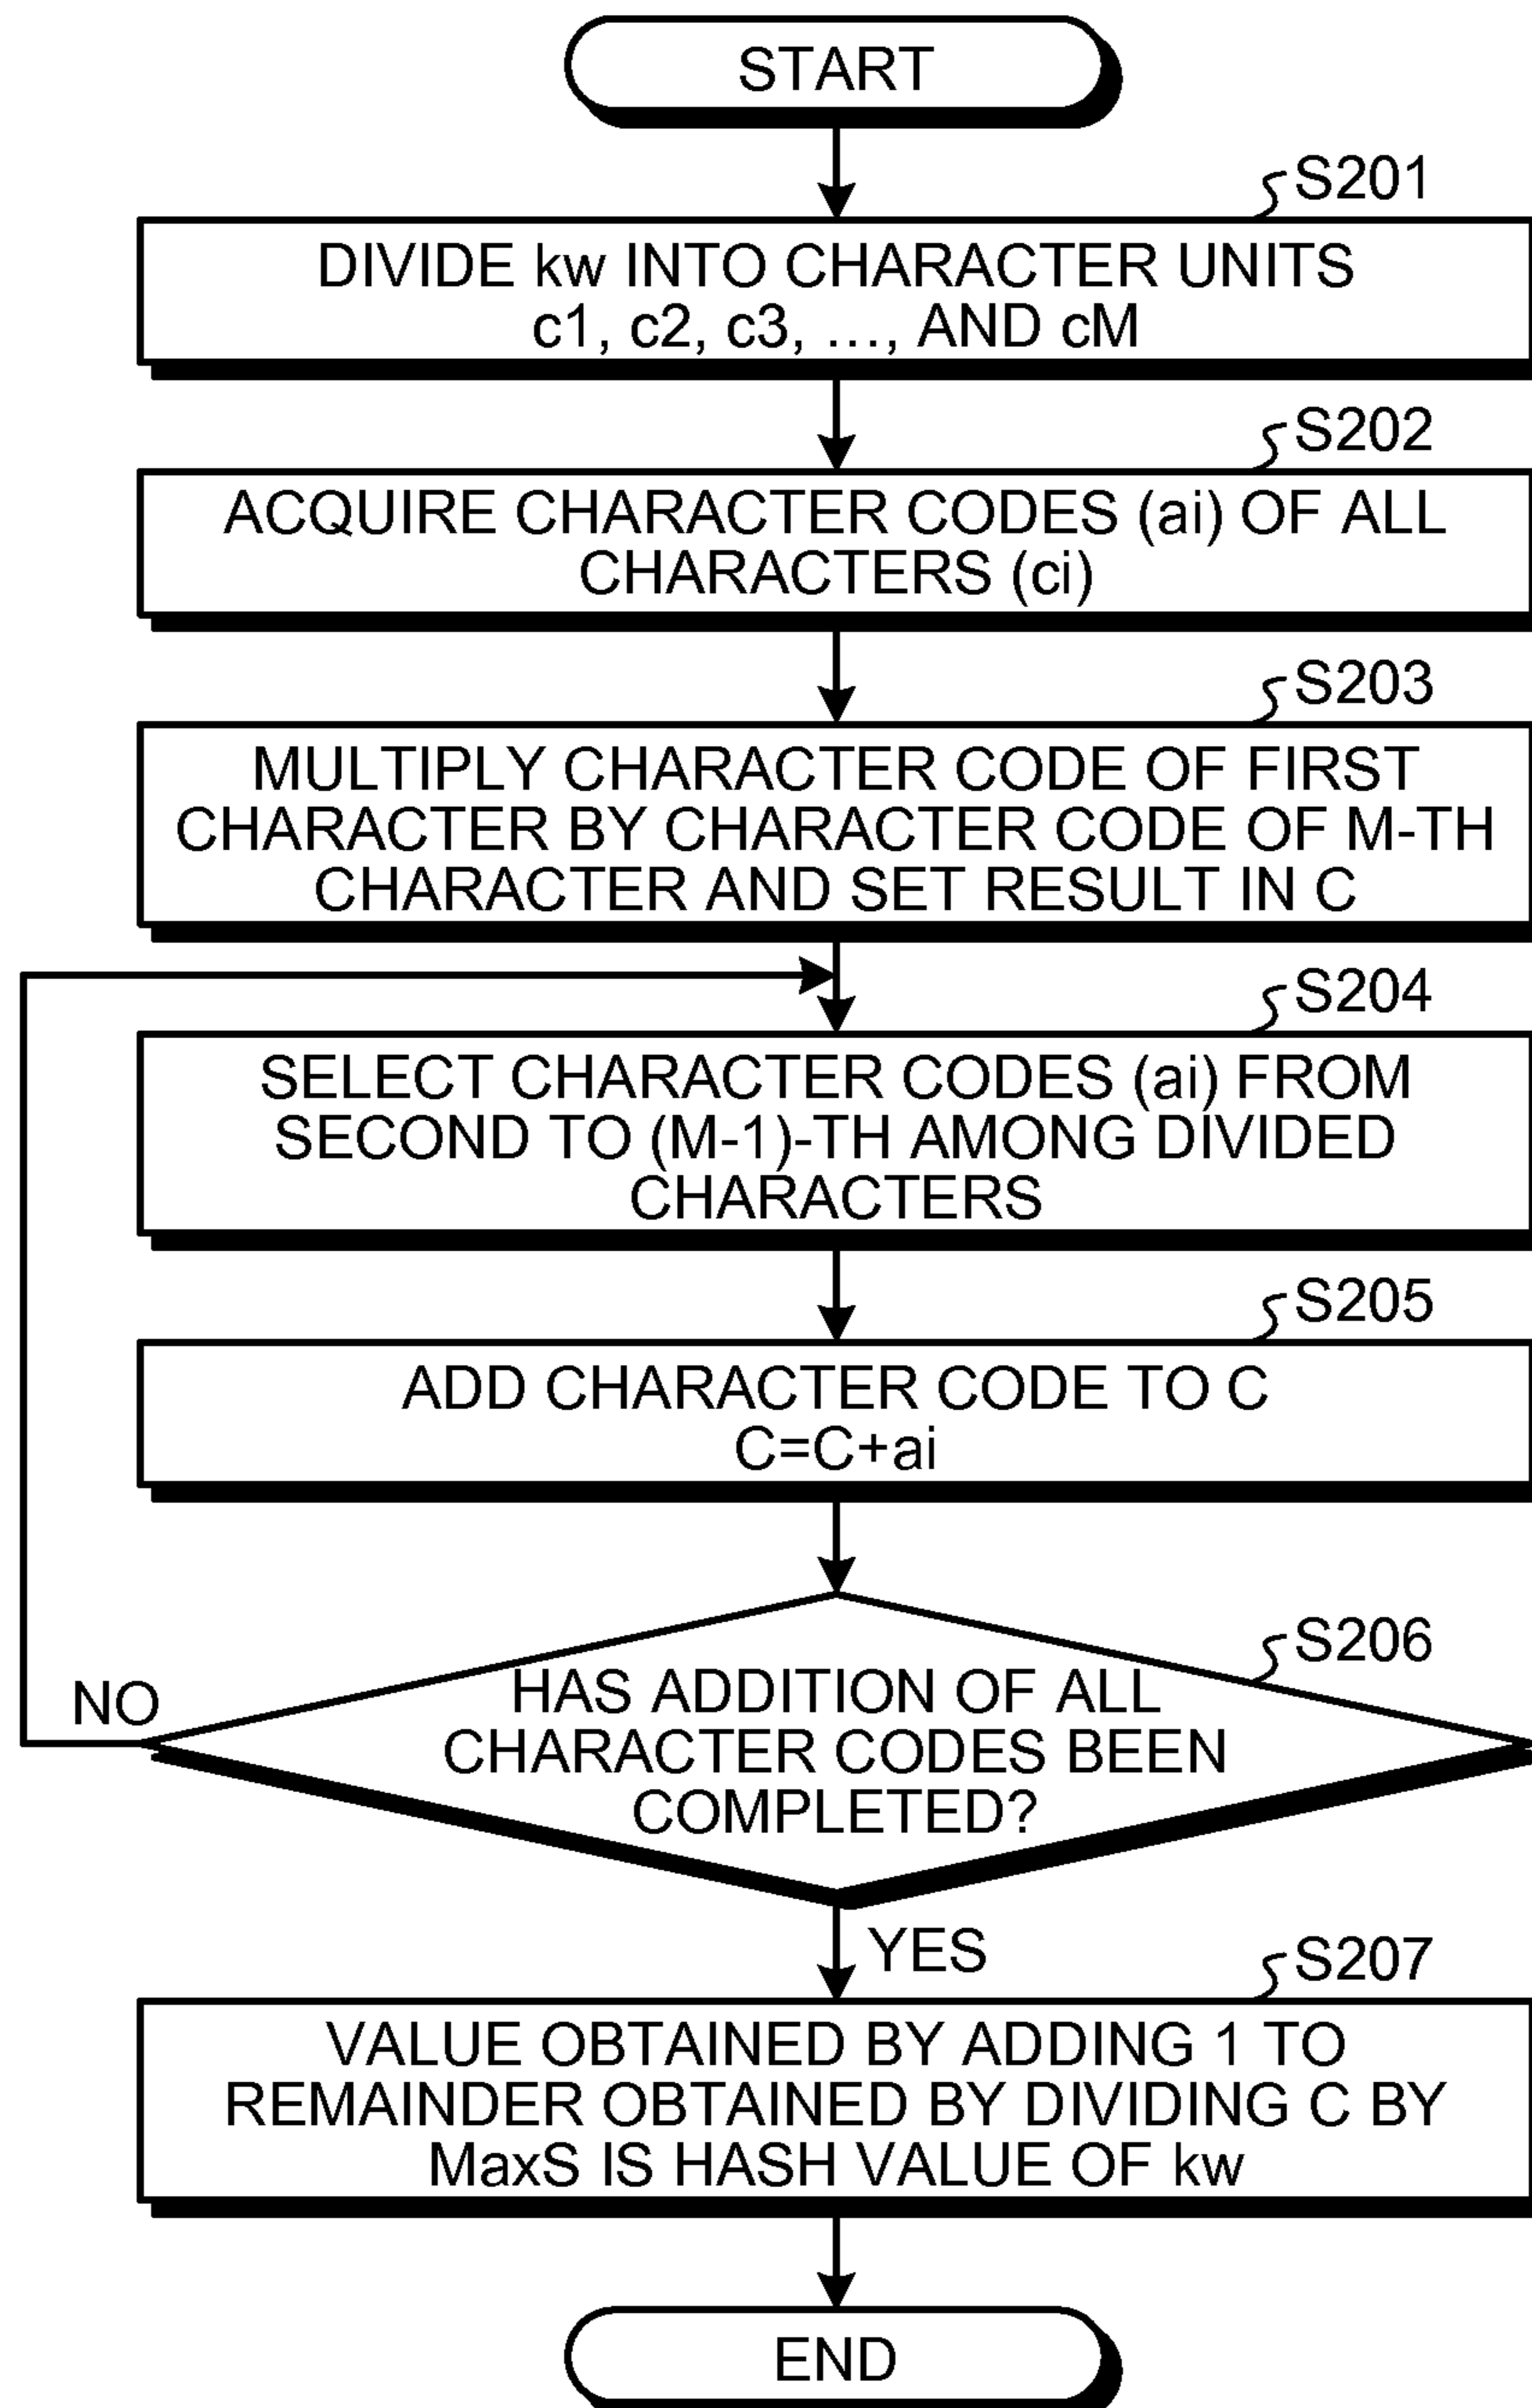 START
S201
DIVIDE kw INTO CHARACTER UNITS
c1, c2, c3, ..., AND cM
S202
ACQUIRE CHARACTER CODES (ai) OF ALL
CHARACTERS (ci)
S203
MULTIPLY CHARACTER CODE OF FIRST
CHARACTER BY CHARACTER CODE OF M-TH
CHARACTER AND SET RESULT IN C
S204
SELECT CHARACTER CODES (ai) FROM
SECOND TO (M-1)-TH AMONG DIVIDED
CHARACTERS
S205
ADD CHARACTER CODE TO C
C=C+ai
S206
HAS ADDITION OF ALL
CHARACTER CODES BEEN
COMPLETED?
NO
YES
S207
VALUE OBTAINED BY ADDING 1 TO
REMAINDER OBTAINED BY DIVIDING C BY
MaxS IS HASH VALUE OF kw
END